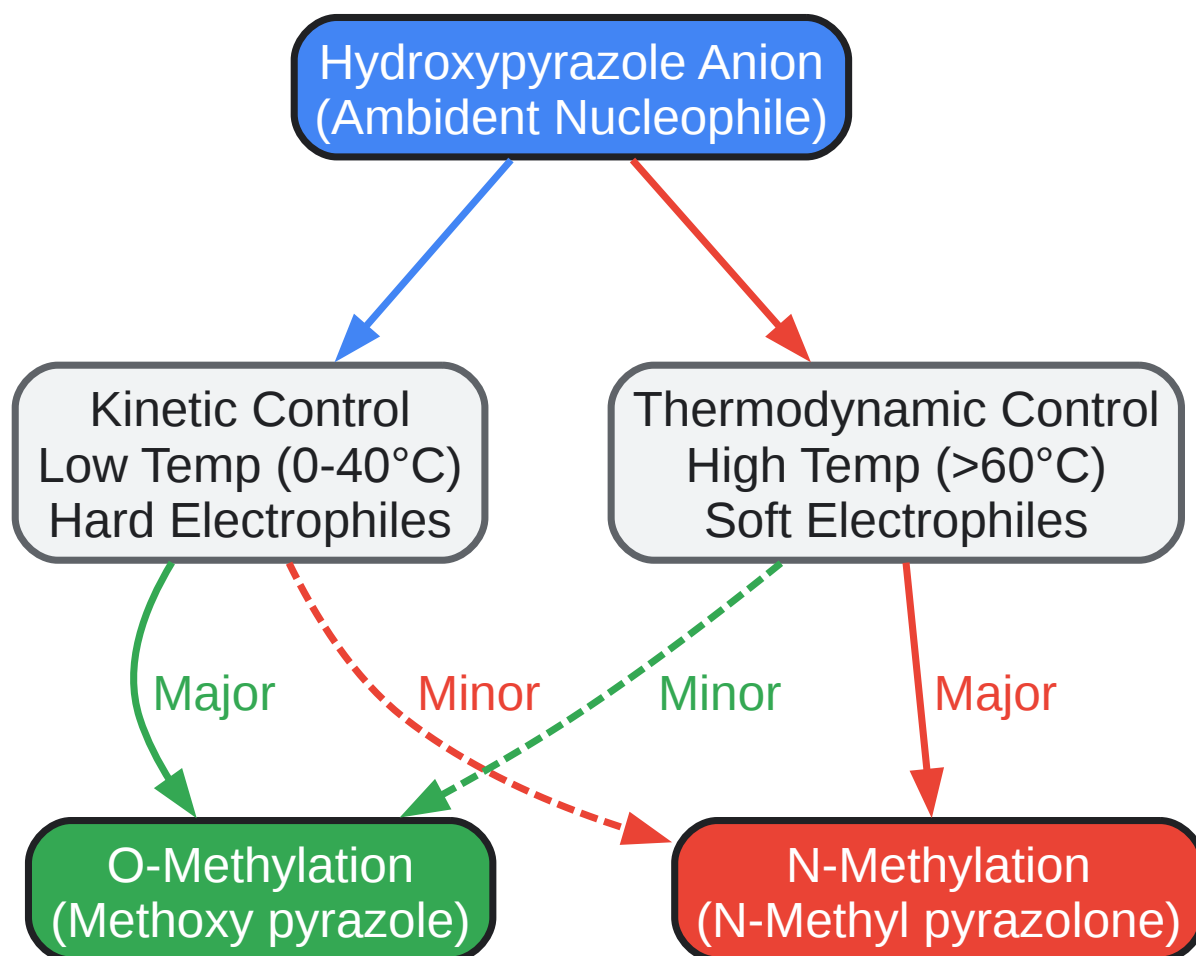 Hydroxypyrazole Anion
(Ambident Nucleophile)
Kinetic Control
Low Temp (0-40°C)
Hard Electrophiles
Thermodynamic Control
High Temp (>60°C)
Soft Electrophiles
Major
Minor
Minor
Major
O-Methylation
(Methoxy pyrazole)
N-Methylation
(N-Methyl pyrazolone)